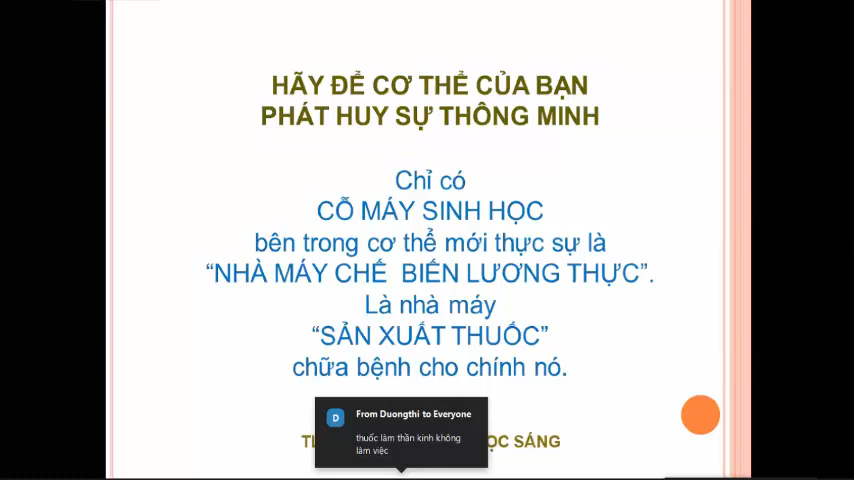 HÃY ĐỂ CƠ THỂ CỦA BẠN
PHÁT HUY SỰ THÔNG MINH
Chỉ có
CỖ MÁY SINH HỌC
bên trong cơ thể mới thực sự là
“NHÀ MÁY CHẾ BIẾN LƯƠNG THỰC”.
Là nhà máy
“SẢN XUẤT THUỐC”
chữa bệnh cho chính nó.
D
From Duongthi to Everyone
thuốc làm thần kinh không
làm việc
SÁNG